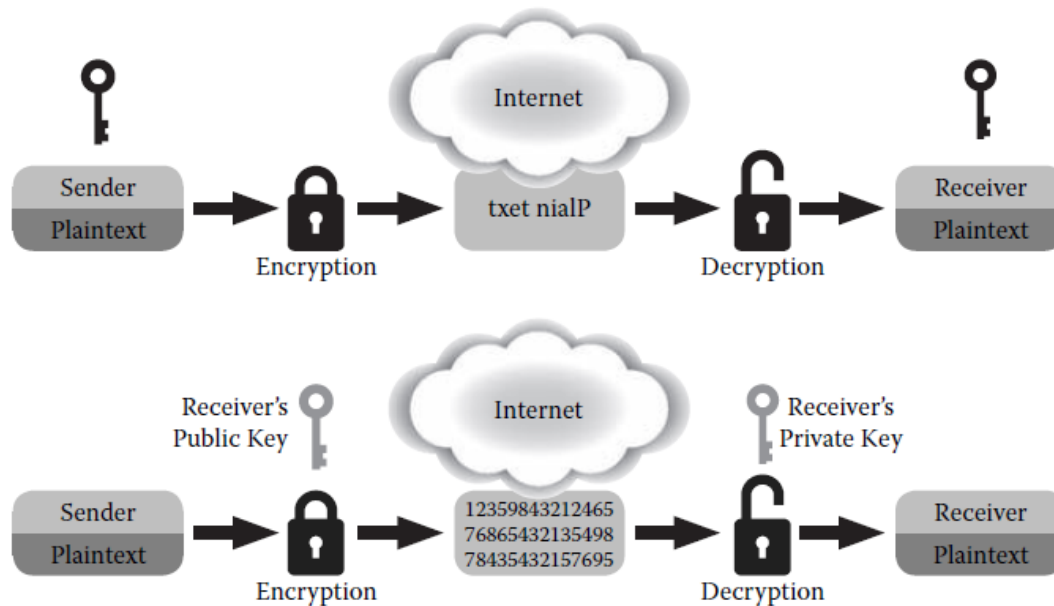 Internet
Sender
Plaintext
Encryption
txet nialP
Decryption
Receiver
Plaintext
Receiver's
Public Key
Internet
Receiver's
Private Key
Sender
Plaintext
Encryption
12359843212465
76865432135498
78435432157695
Decryption
Receiver
Plaintext